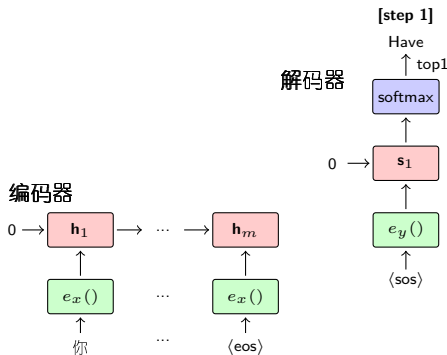 [step 1]
Have
top1
解码器
softmax
0
s₁
编码器
0
h₁
...
hₘ
e_y()
⟨sos⟩
eₓ()
...
eₓ()
你
...
⟨eos⟩